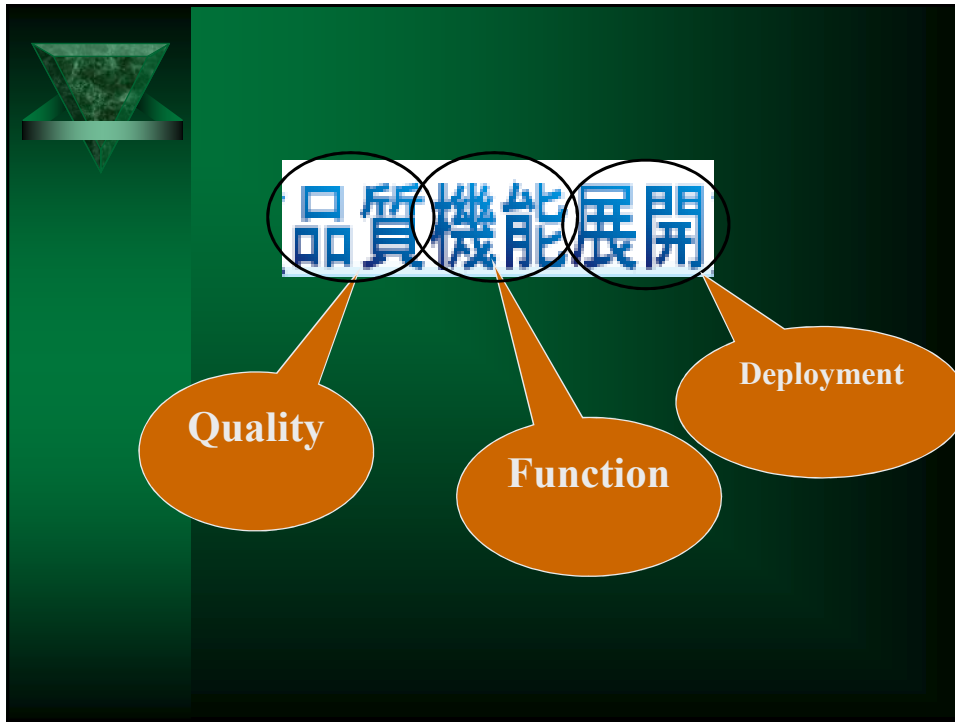 品質機能展開
Deployment
Quality
Function